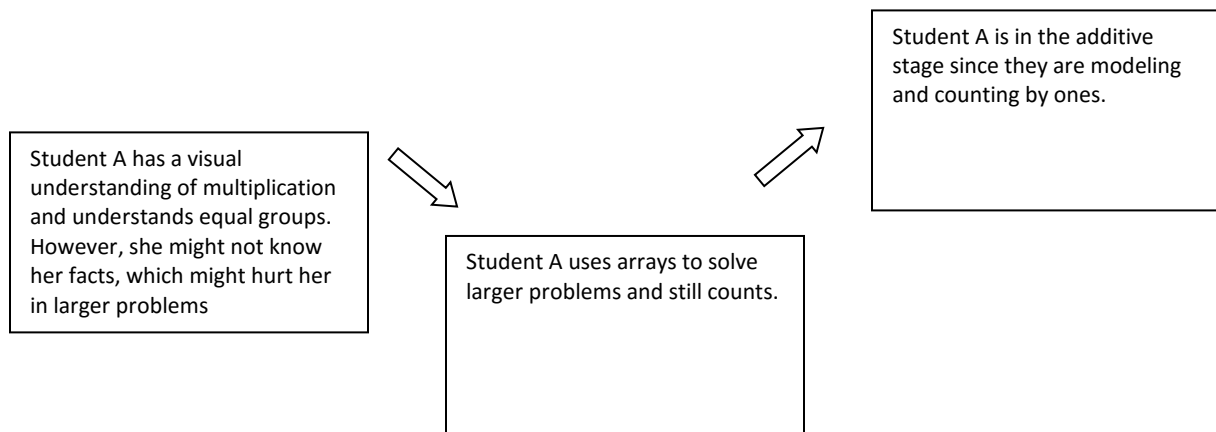 Student A has a visual
understanding of multiplication
and understands equal groups.
However, she might not know
her facts, which might hurt her
in larger problems
Student A uses arrays to solve
larger problems and still counts.
Student A is in the additive
stage since they are modeling
and counting by ones.